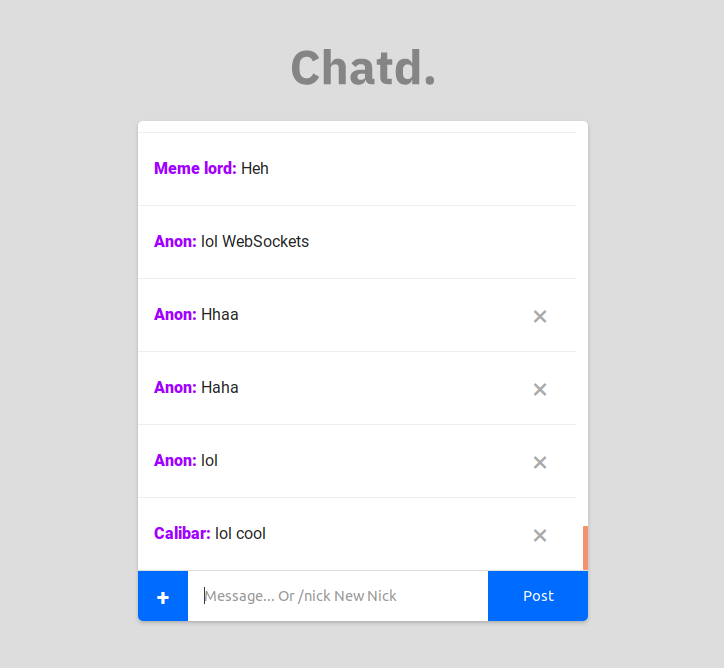 Chatd.
Meme lord: Heh
Anon: lol WebSockets
Anon: Hhaa
Anon: Haha
Anon: lol
Calibar: lol cool
+ Message... Or /nick New Nick Post